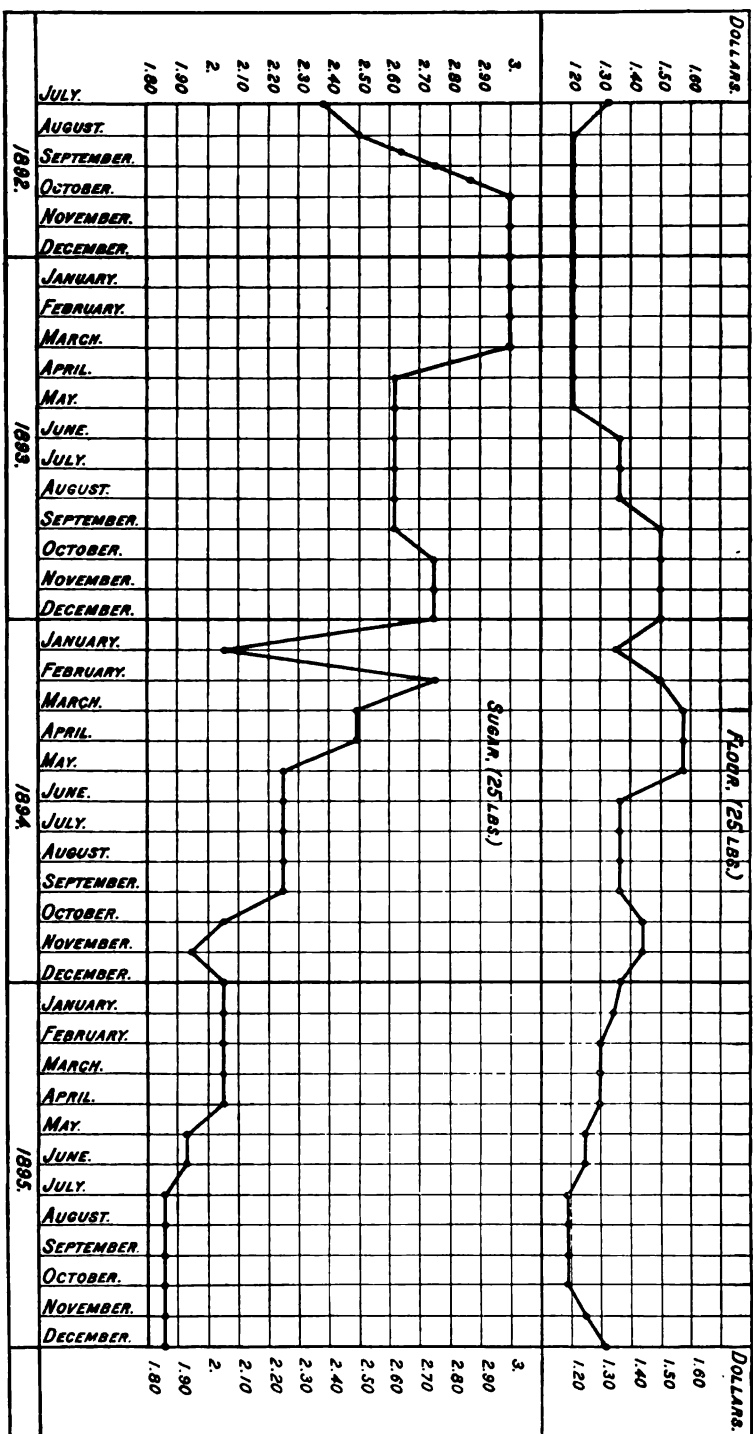 DOLLARS.
1.60
1.50
1.40
1.30
1.20
3.
2.90
2.80
2.70
2.60
2.50
2.40
2.30
2.20
2.10
2.
1.90
1.80
FLOOR, (25 LBS.)
SUGAR, (25 LBS.)
DOLLARS.
1.60
1.50
1.40
1.30
1.20
3.
2.90
2.80
2.70
2.60
2.50
2.40
2.30
2.20
2.10
2.
1.90
1.80
JULY.
AUGUST.
SEPTEMBER.
OCTOBER.
NOVEMBER.
DECEMBER.
JANUARY.
FEBRUARY.
MARCH.
APRIL.
MAY.
JUNE.
JULY.
AUGUST.
SEPTEMBER.
OCTOBER.
NOVEMBER.
DECEMBER.
JANUARY.
FEBRUARY.
MARCH.
APRIL.
MAY.
JUNE.
JULY.
AUGUST.
SEPTEMBER.
OCTOBER.
NOVEMBER.
DECEMBER.
JANUARY.
FEBRUARY.
MARCH.
APRIL.
MAY.
JUNE.
JULY.
AUGUST.
SEPTEMBER.
OCTOBER.
NOVEMBER.
DECEMBER.
1892.
1893.
1894.
1895.